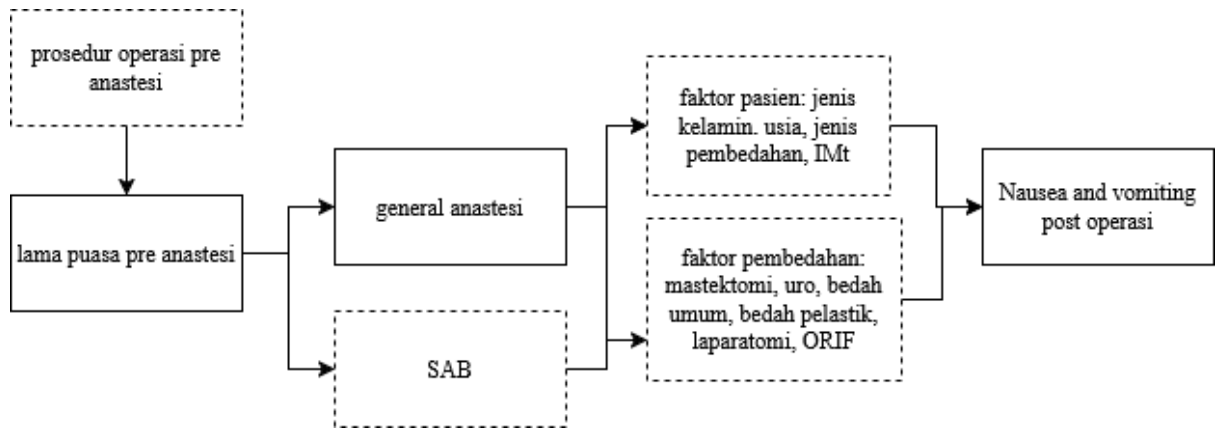 prosedur operasi pre
anastesi
lama puasa pre anastesi
general anastesi
SAB
faktor pasien: jenis
kelamin. usia, jenis
pembedahan, IMt
faktor pembedahan:
mastektomi, uro, bedah
umum, bedah pelastik,
laparatomi, ORIF
Nausea and vomiting
post operasi